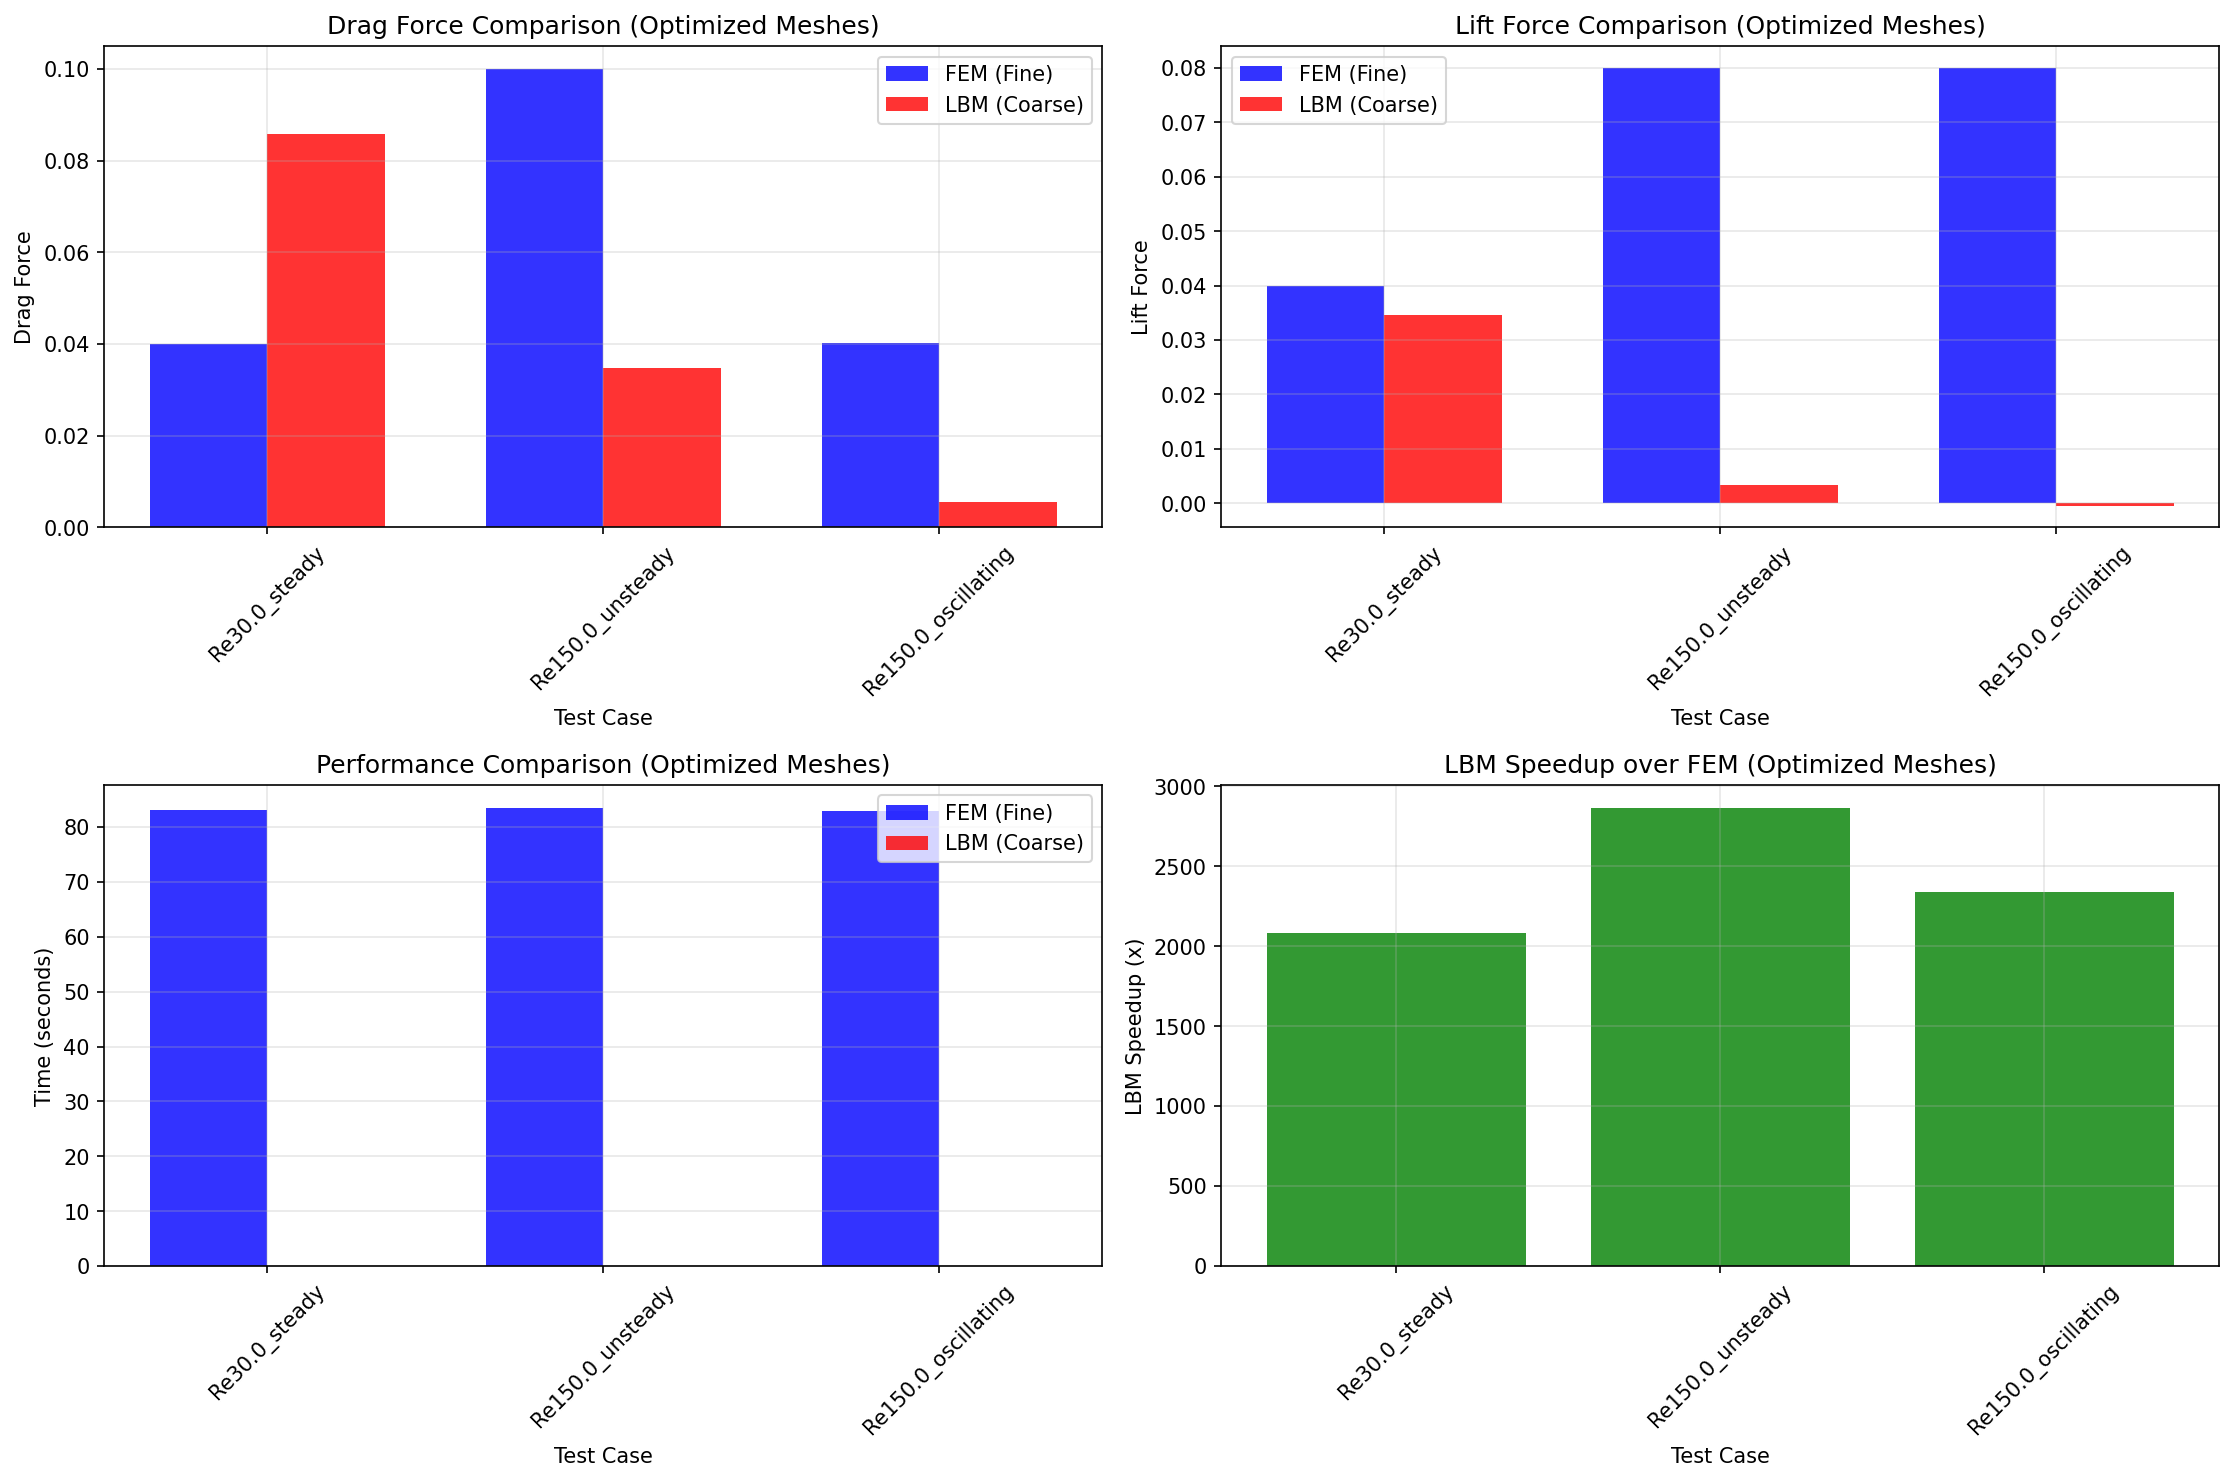 Drag Force Comparison (Optimized Meshes)
FEM (Fine)
LBM (Coarse)
0.10
0.08
0.06
0.04
0.02
0.00
Drag Force
Re30.0_steady
Re150.0_unsteady
Re150.0_oscillating
Test Case
Lift Force Comparison (Optimized Meshes)
FEM (Fine)
LBM (Coarse)
0.08
0.07
0.06
0.05
0.04
0.03
0.02
0.01
0.00
Lift Force
Re30.0_steady
Re150.0_unsteady
Re150.0_oscillating
Test Case
Performance Comparison (Optimized Meshes)
FEM (Fine)
LBM (Coarse)
80
70
60
50
40
30
20
10
0
Time (seconds)
Re30.0_steady
Re150.0_unsteady
Re150.0_oscillating
Test Case
LBM Speedup over FEM (Optimized Meshes)
3000
2500
2000
1500
1000
500
0
LBM Speedup (x)
Re30.0_steady
Re150.0_unsteady
Re150.0_oscillating
Test Case